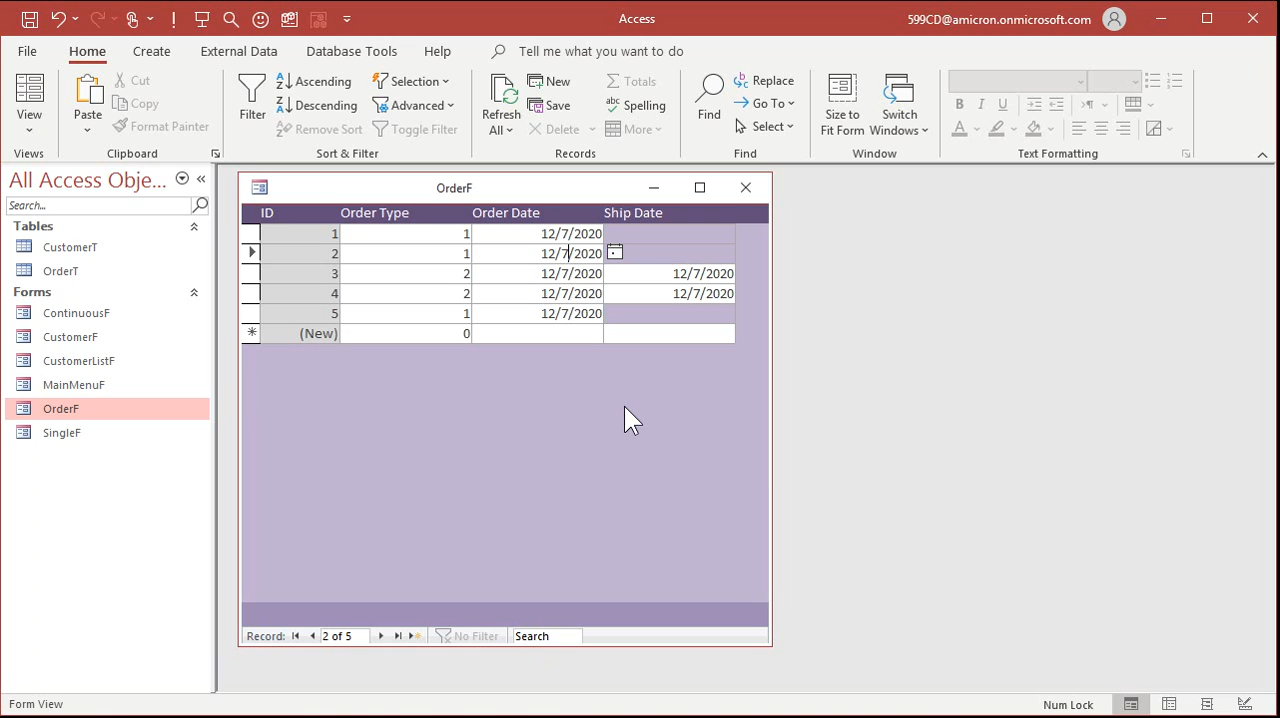 Access
599CD@amicron.onmicrosoft.com
File Home Create External Data Database Tools Help Tell me what you want to do
View
Views
Paste
Cut
Copy
Format Painter
Clipboard
Filter
Ascending
Descending
Remove Sort
Selection
Advanced
Toggle Filter
Sort & Filter
Refresh
All
New
Save
Delete
Totals
Spelling
More
Records
Find
Replace
Go To
Select
Find
Size to
Fit Form
Switch
Windows
Window
B I U
A
Text Formatting
All Access Obje...
Search...
Tables
CustomerT
OrderT
Forms
ContinuousF
CustomerF
CustomerListF
MainMenuF
OrderF
SingleF
OrderF
ID Order Type Order Date Ship Date
1 1 12/7/2020
2 1 12/7/2020
3 2 12/7/2020 12/7/2020
4 2 12/7/2020 12/7/2020
5 1 12/7/2020
* (New) 0
Record: 2 of 5 No Filter Search
Form View
Num Lock